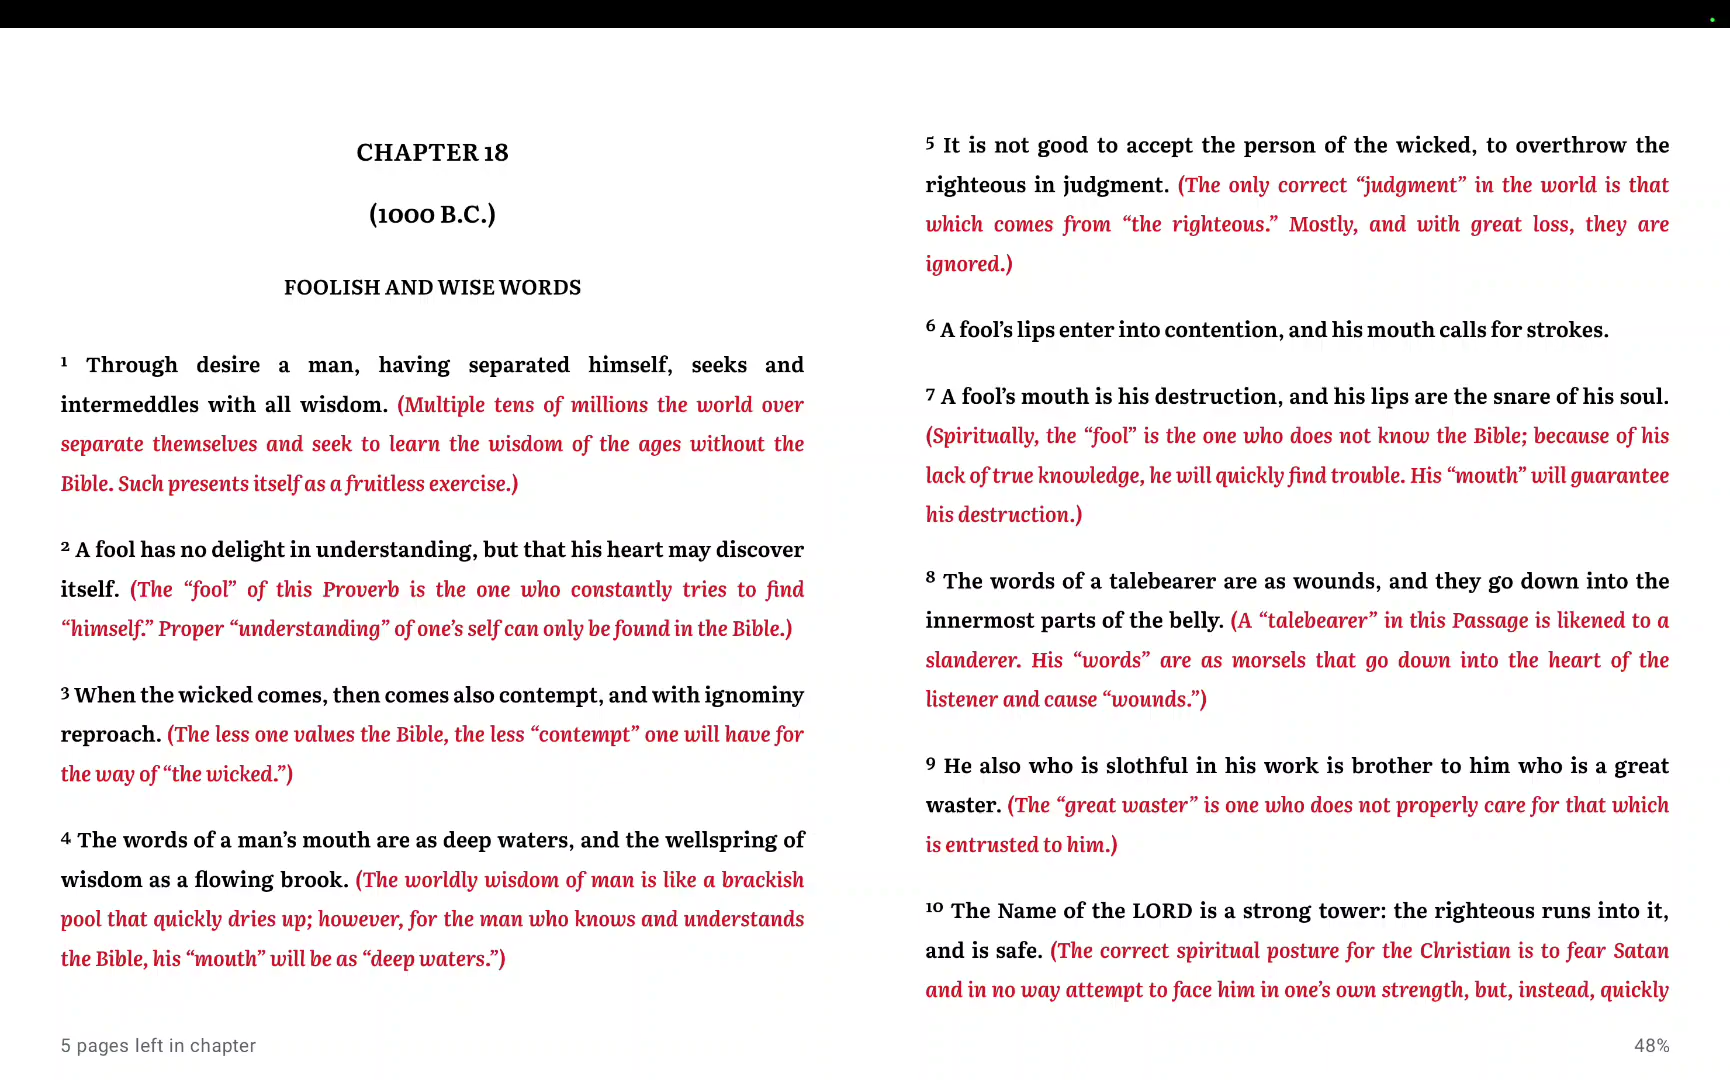 CHAPTER 18
(1000 B.C.)
FOOLISH AND WISE WORDS
1 Through desire a man, having separated himself, seeks and
intermeddles with all wisdom. (Multiple tens of millions the world over
separate themselves and seek to learn the wisdom of the ages without the
Bible. Such presents itself as a fruitless exercise.)
2 A fool has no delight in understanding, but that his heart may discover
itself. (The “fool” of this Proverb is the one who constantly tries to find
“himself.” Proper “understanding” of one’s self can only be found in the Bible.)
3 When the wicked comes, then comes also contempt, and with ignominy
reproach. (The less one values the Bible, the less “contempt” one will have for
the way of “the wicked.”)
4 The words of a man’s mouth are as deep waters, and the wellspring of
wisdom as a flowing brook. (The worldly wisdom of man is like a brackish
pool that quickly dries up; however, for the man who knows and understands
the Bible, his “mouth” will be as “deep waters.”)
5 It is not good to accept the person of the wicked, to overthrow the
righteous in judgment. (The only correct “judgment” in the world is that
which comes from “the righteous.” Mostly, and with great loss, they are
ignored.)
6 A fool’s lips enter into contention, and his mouth calls for strokes.
7 A fool’s mouth is his destruction, and his lips are the snare of his soul.
(Spiritually, the “fool” is the one who does not know the Bible; because of his
lack of true knowledge, he will quickly find trouble. His “mouth” will guarantee
his destruction.)
8 The words of a talebearer are as wounds, and they go down into the
innermost parts of the belly. (A “talebearer” in this Passage is likened to a
slanderer. His “words” are as morsels that go down into the heart of the
listener and cause “wounds.”)
9 He also who is slothful in his work is brother to him who is a great
waster. (The “great waster” is one who does not properly care for that which
is entrusted to him.)
10 The Name of the LORD is a strong tower: the righteous runs into it,
and is safe. (The correct spiritual posture for the Christian is to fear Satan
and in no way attempt to face him in one’s own strength, but, instead, quickly
5 pages left in chapter
48%